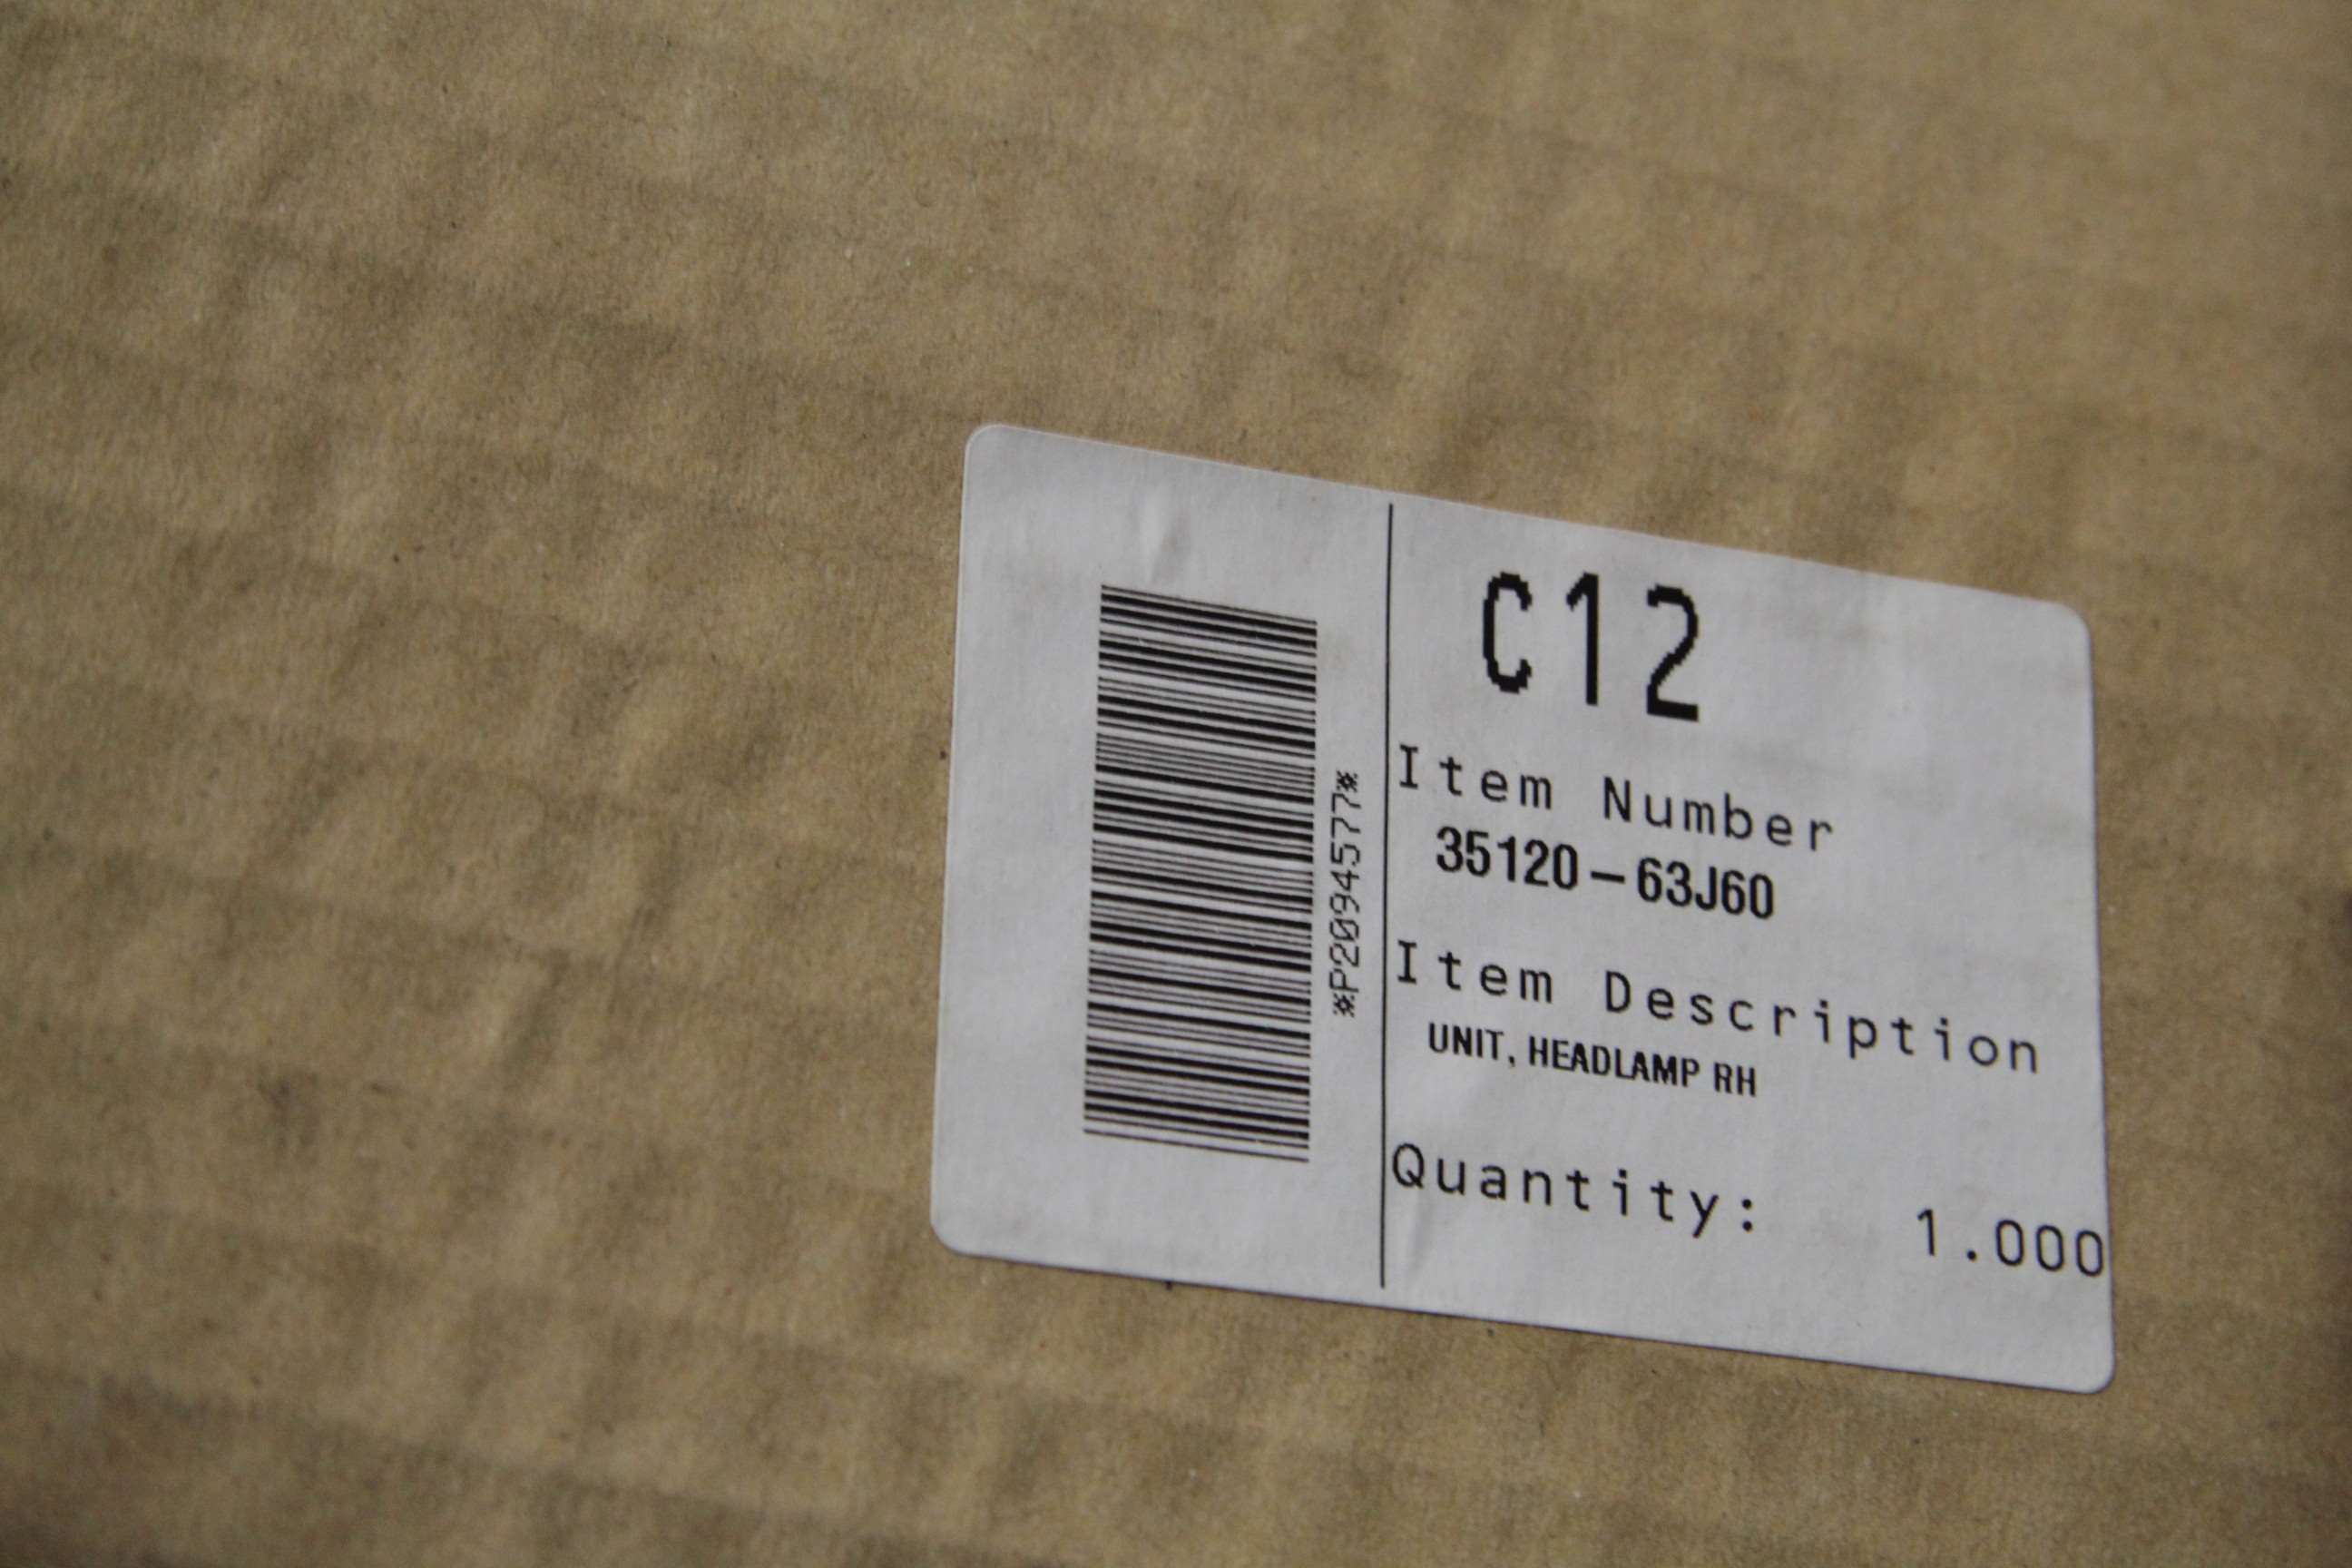 *P2094577*
C12
Item Number
35120-63J60
Item Description
UNIT, HEADLAMP RH
Quantity: 1.000